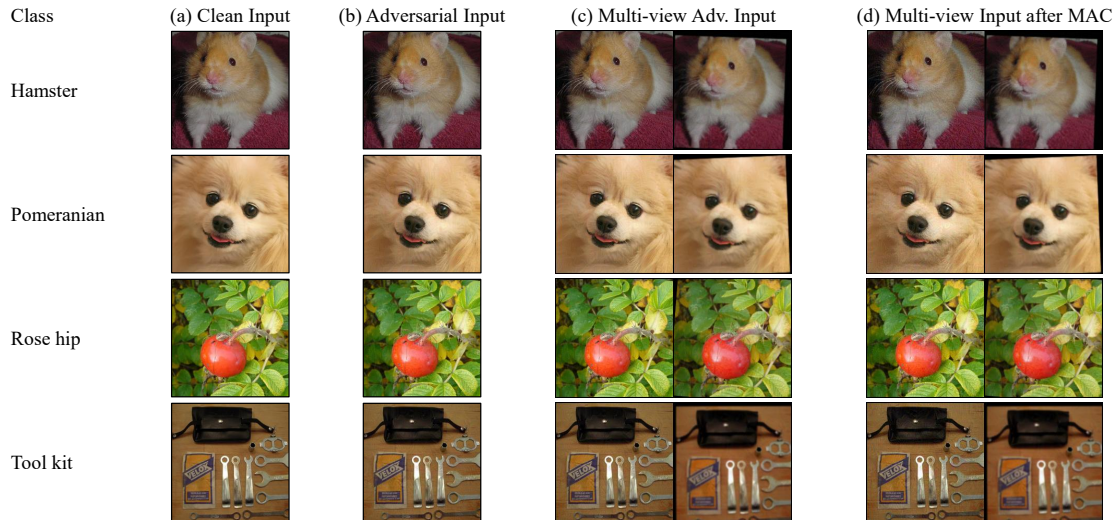 Class (a) Clean Input (b) Adversarial Input (c) Multi-view Adv. Input (d) Multi-view Input after MAC
Hamster
Pomeranian
Rose hip
Tool kit
VELOX VELOX VELOX VELOX VELOX VELOX